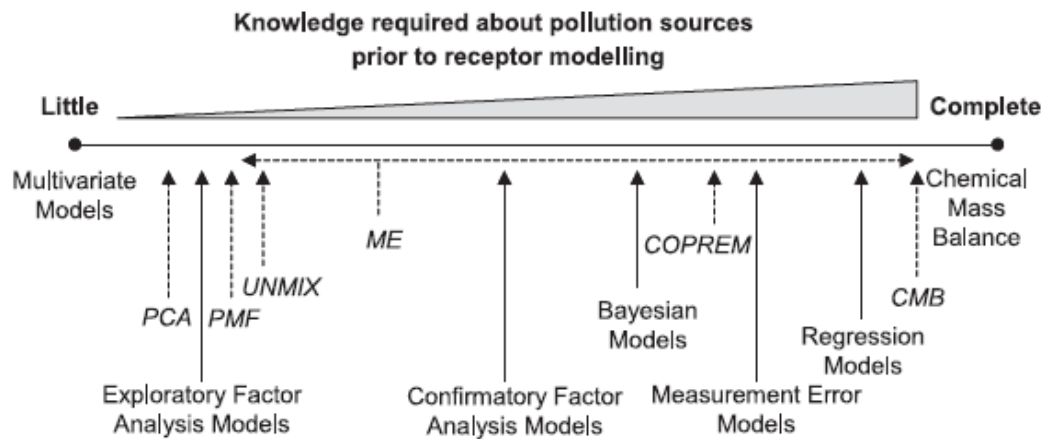 Knowledge required about pollution sources
prior to receptor modelling
Little
Complete
Multivariate
Models
Chemical
Mass
Balance
ME
COPREM
UNMIX
PCA
PMF
CMB
Bayesian
Models
Regression
Models
Exploratory Factor
Analysis Models
Confirmatory Factor
Analysis Models
Measurement Error
Models